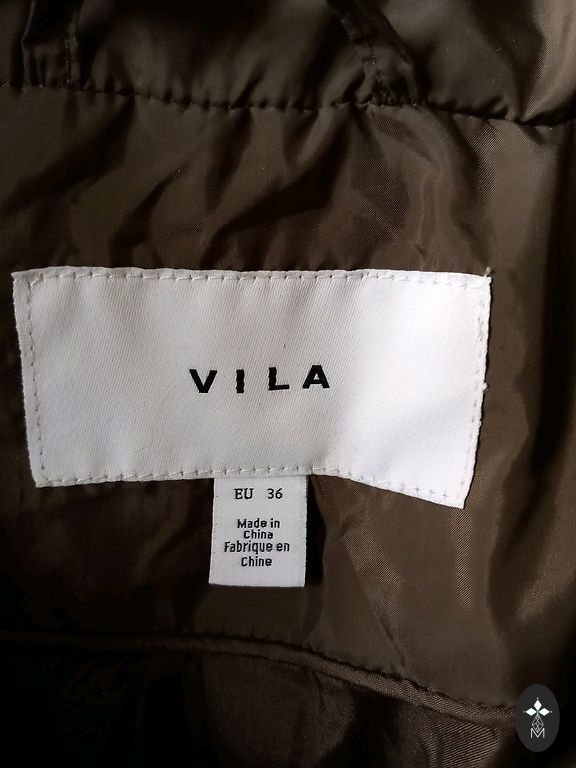 VILA
EU 36
Made in
China
Fabrique en
Chine